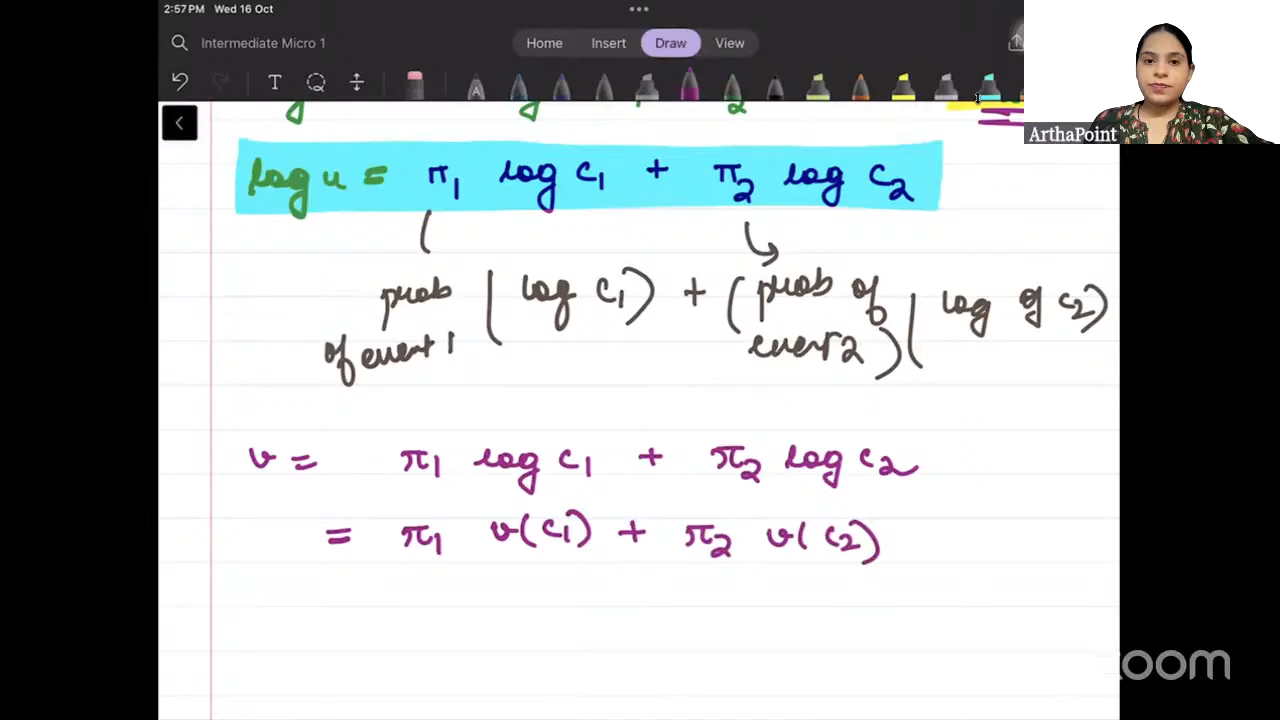 2:57 PM Wed 16 Oct
Intermediate Micro 1
Home Insert Draw View
ArthaPoint
log u = π₁ log c₁ + π₂ log c₂
prob of event 1 (log c₁) + (prob of event 2) (log of c₂)
v = π₁ log c₁ + π₂ log c₂
= π₁ v(c₁) + π₂ v(c₂)
zoom